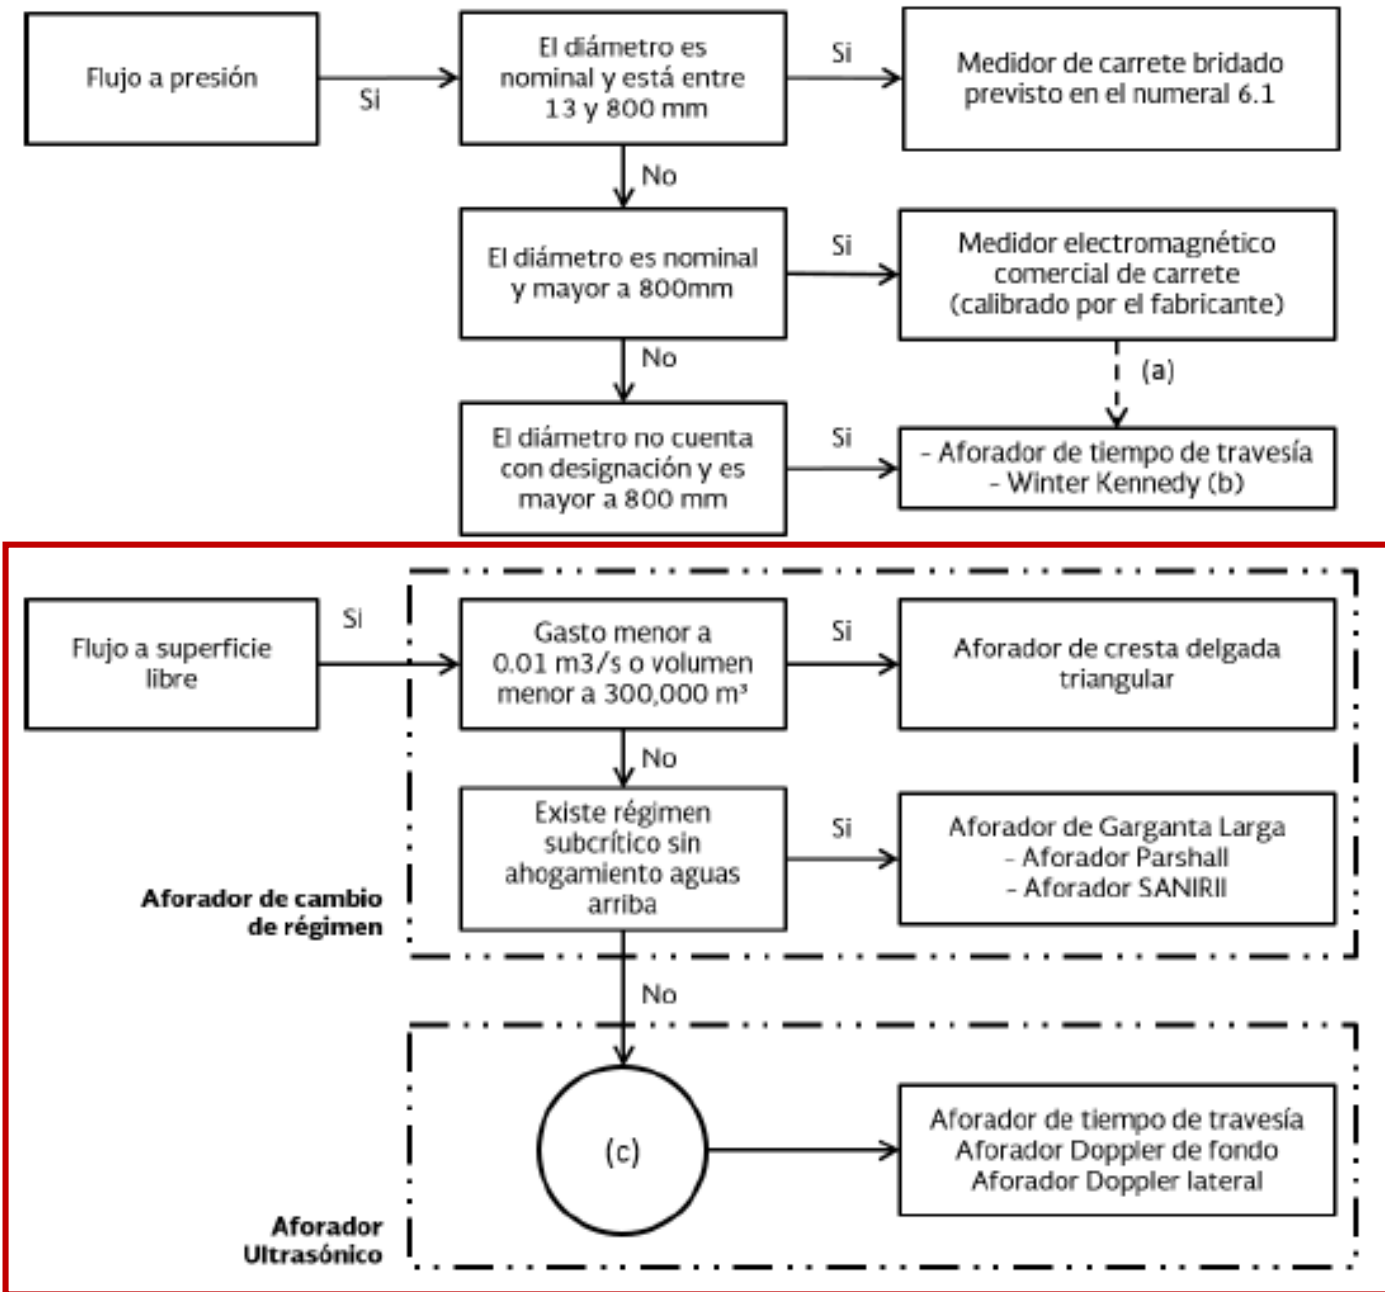 Flujo a presión
Si
El diámetro es
nominal y está entre
13 y 800 mm
Si
Medidor de carrete bridado
previsto en el numeral 6.1
No
El diámetro es nominal
y mayor a 800mm
Si
Medidor electromagnético
comercial de carrete
(calibrado por el fabricante)
No
(a)
El diámetro no cuenta
con designación y es
mayor a 800 mm
Si
- Aforador de tiempo de travesía
- Winter Kennedy (b)
Flujo a superficie
libre
Si
Gasto menor a
0.01 m3/s o volumen
menor a 300,000 m³
Si
Aforador de cresta delgada
triangular
No
Existe régimen
subcrítico sin
ahogamiento aguas
arriba
Si
Aforador de Garganta Larga
- Aforador Parshall
- Aforador SANIRII
Aforador de cambio
de régimen
No
(c)
Aforador de tiempo de travesía
Aforador Doppler de fondo
Aforador Doppler lateral
Aforador
Ultrasónico